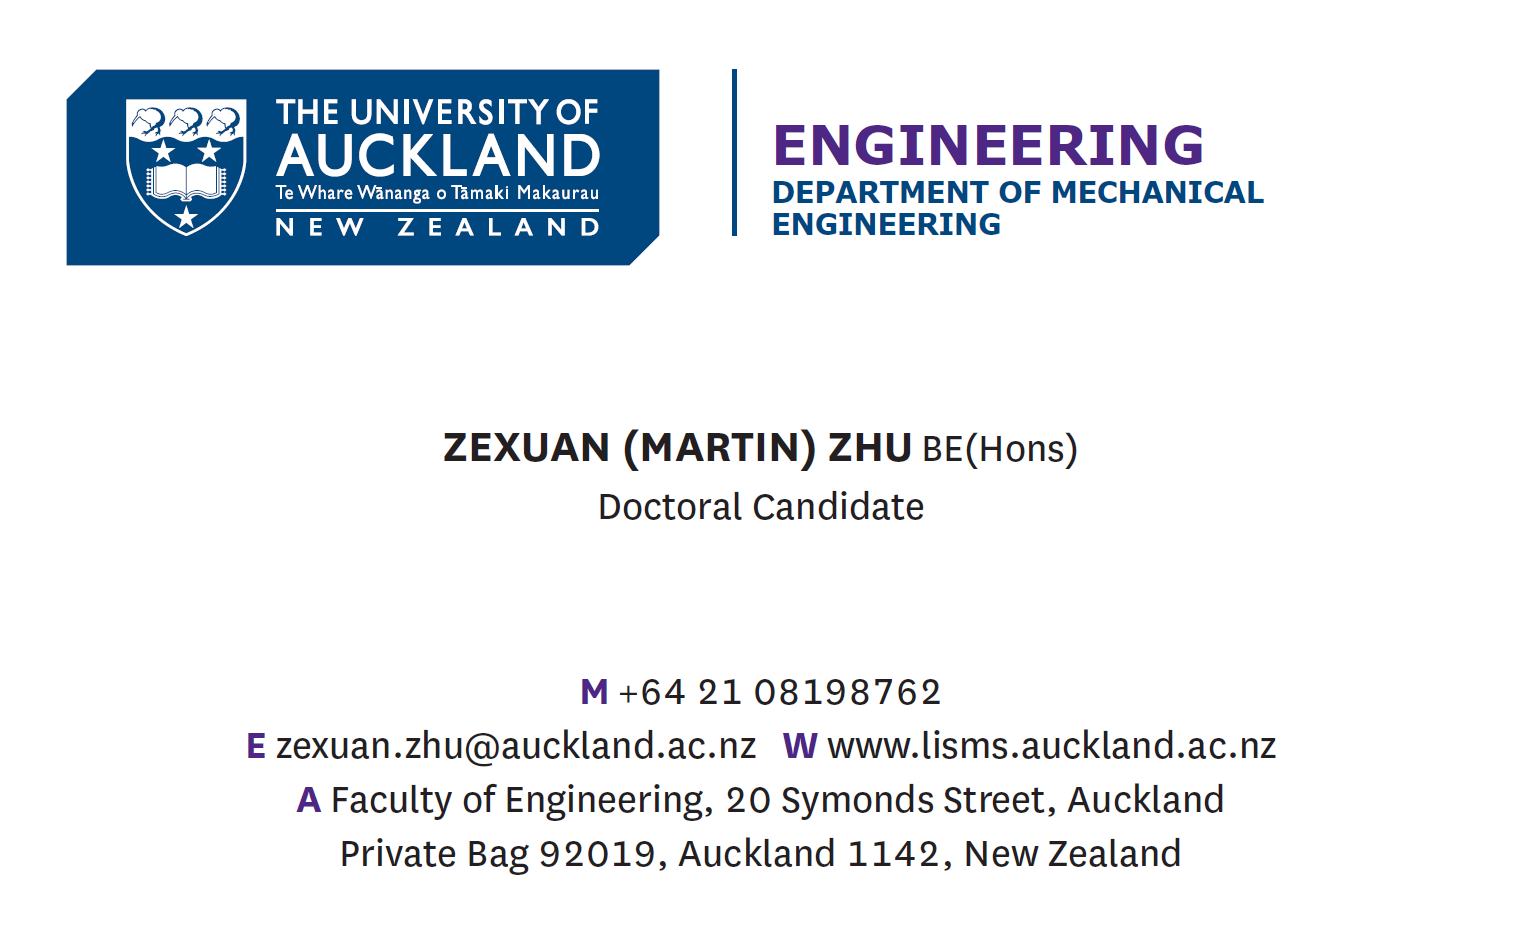 THE UNIVERSITY OF
AUCKLAND
Te Whare Wānanga o Tāmaki Makaurau
NEW ZEALAND
ENGINEERING
DEPARTMENT OF MECHANICAL
ENGINEERING
ZEXUAN (MARTIN) ZHU BE(Hons)
Doctoral Candidate
M +64 21 08198762
E zexuan.zhu@auckland.ac.nz W www.lisms.auckland.ac.nz
A Faculty of Engineering, 20 Symonds Street, Auckland
Private Bag 92019, Auckland 1142, New Zealand